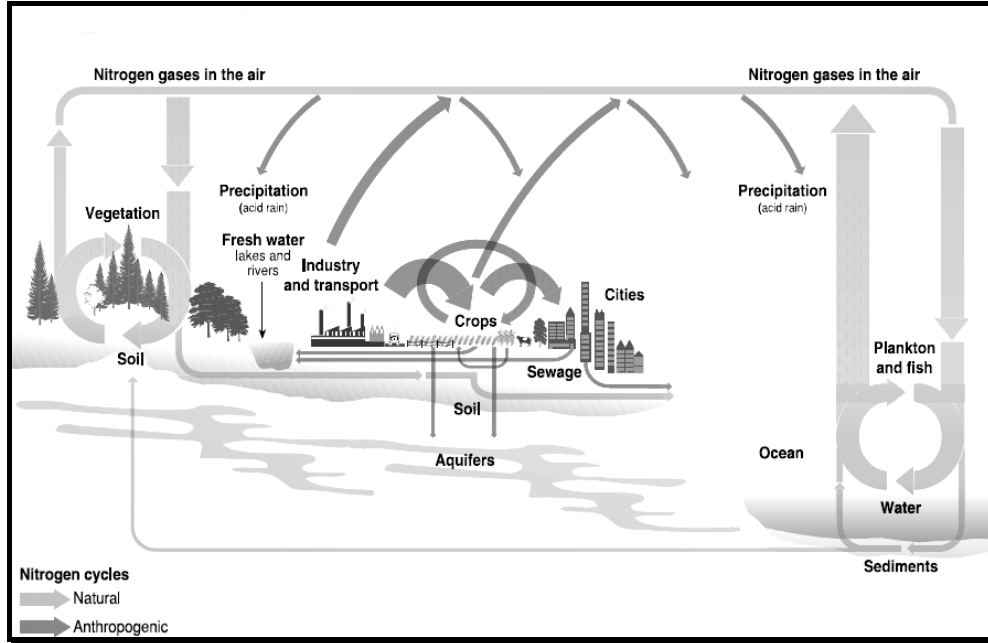 Nitrogen gases in the air
Nitrogen gases in the air
Precipitation
(acid rain)
Precipitation
(acid rain)
Vegetation
Fresh water
lakes and
rivers
Industry
and transport
Cities
Crops
Soil
Sewage
Plankton
and fish
Soil
Aquifers
Ocean
Water
Sediments
Nitrogen cycles
Natural
Anthropogenic